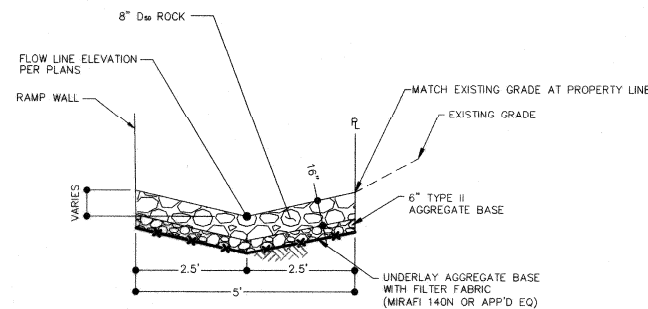 8" D50 ROCK
FLOW LINE ELEVATION
PER PLANS
RAMP WALL
MATCH EXISTING GRADE AT PROPERTY LINE
PL
EXISTING GRADE
16"
VARIES
6" TYPE II
AGGREGATE BASE
2.5'
2.5'
5'
UNDERLAY AGGREGATE BASE
WITH FILTER FABRIC
(MIRAFI 140N OR APP'D EQ)